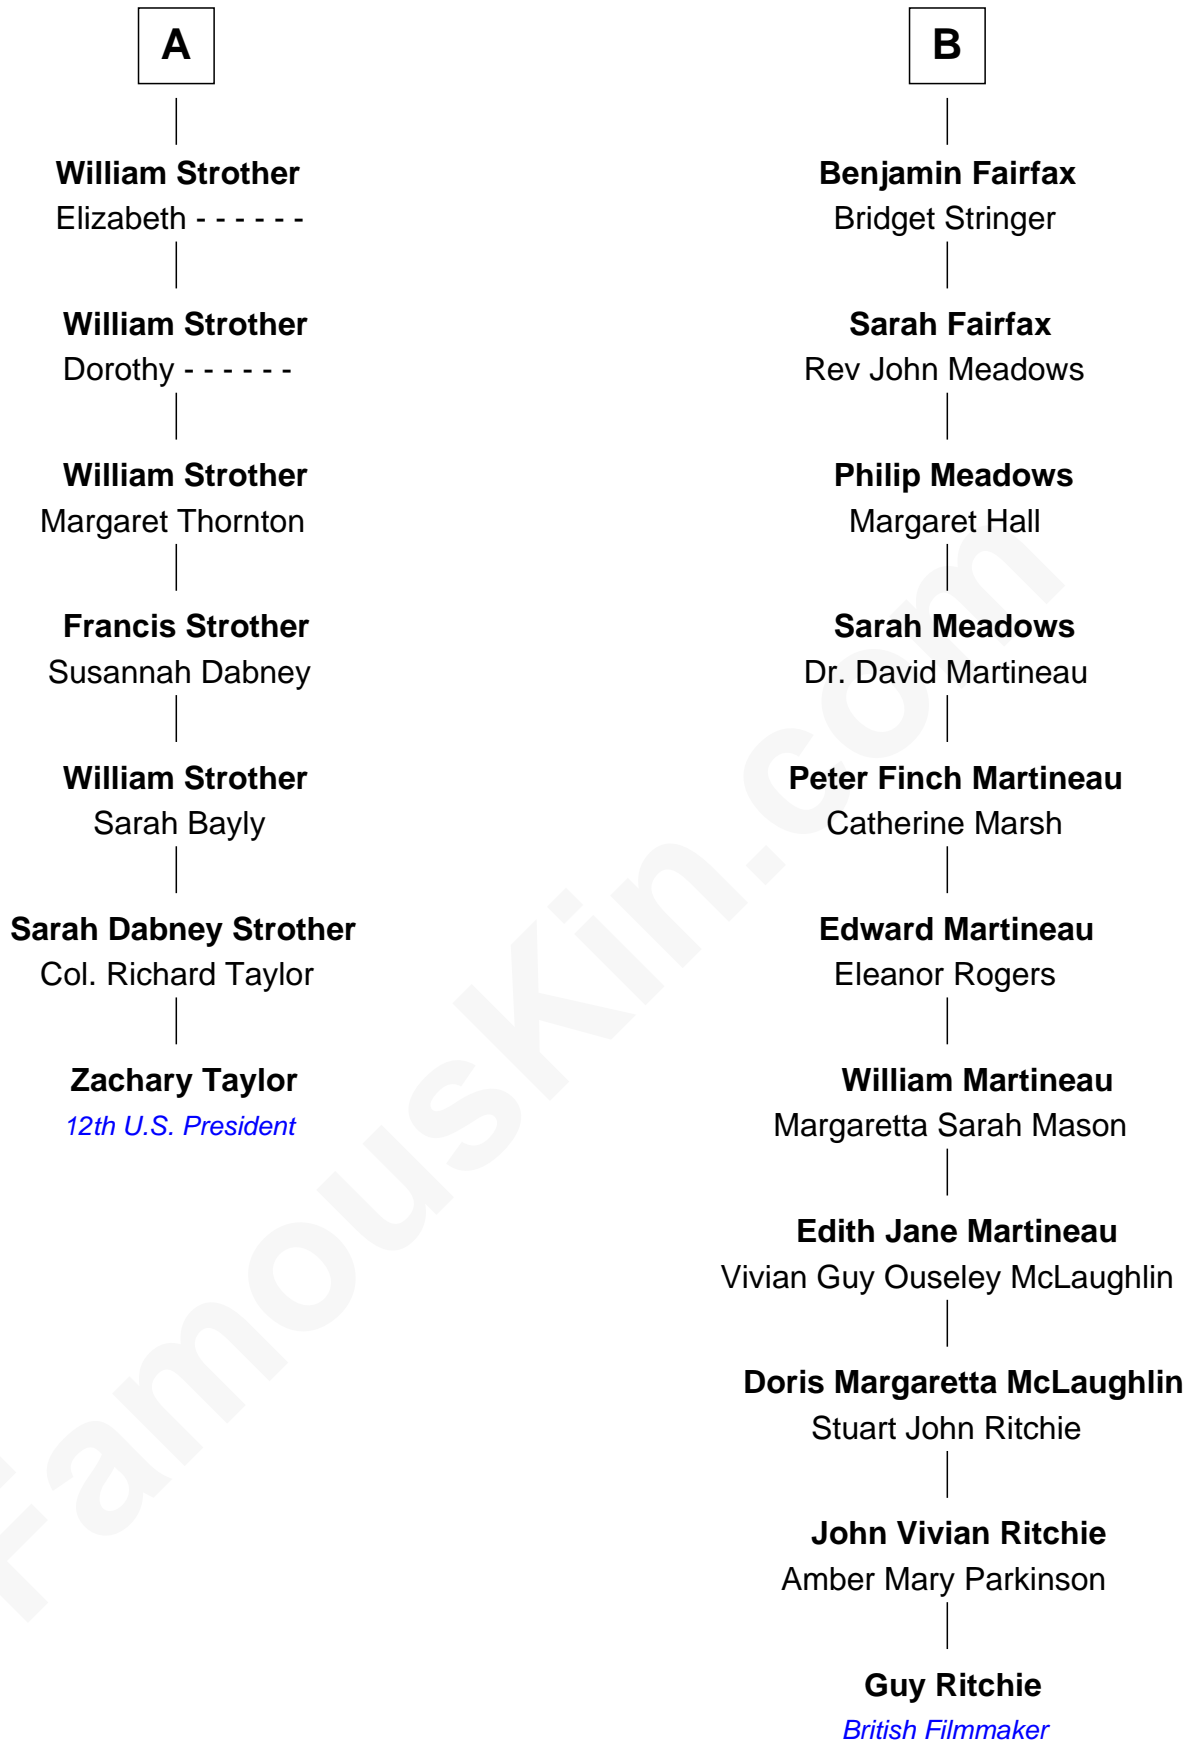 A
William Strother
Elizabeth - - - - - -
William Strother
Dorothy - - - - - -
William Strother
Margaret Thornton
Francis Strother
Susannah Dabney
William Strother
Sarah Bayly
Sarah Dabney Strother
Col. Richard Taylor
Zachary Taylor
12th U.S. President
B
Benjamin Fairfax
Bridget Stringer
Sarah Fairfax
Rev John Meadows
Philip Meadows
Margaret Hall
Sarah Meadows
Dr. David Martineau
Peter Finch Martineau
Catherine Marsh
Edward Martineau
Eleanor Rogers
William Martineau
Margaretta Sarah Mason
Edith Jane Martineau
Vivian Guy Ouseley McLaughlin
Doris Margaretta McLaughlin
Stuart John Ritchie
John Vivian Ritchie
Amber Mary Parkinson
Guy Ritchie
British Filmmaker
FamousKin.com